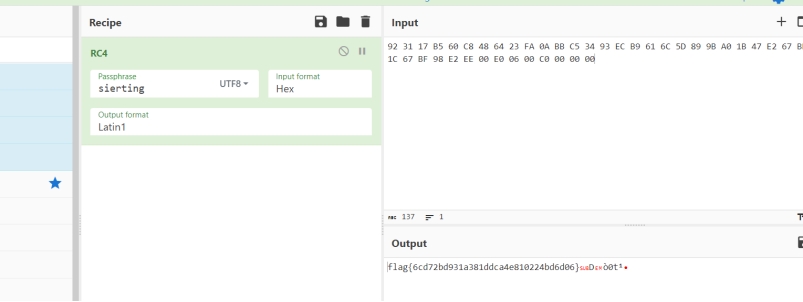 Recipe
Input
RC4
Passphrase
sierting
UTF8
Input format
Hex
Output format
Latin1
92 31 17 B5 60 C8 48 64 23 FA 0A BB C5 34 93 EC B9 61 6C 5D 89 9B A0 1B 47 E2 67
1C 67 BF 98 E2 EE 00 E0 06 00 C0 00 00 00
ABC 137 1
Output
flag{6cd72bd931a381ddca4e810224bd6d06}SUBDEMò0t¹•